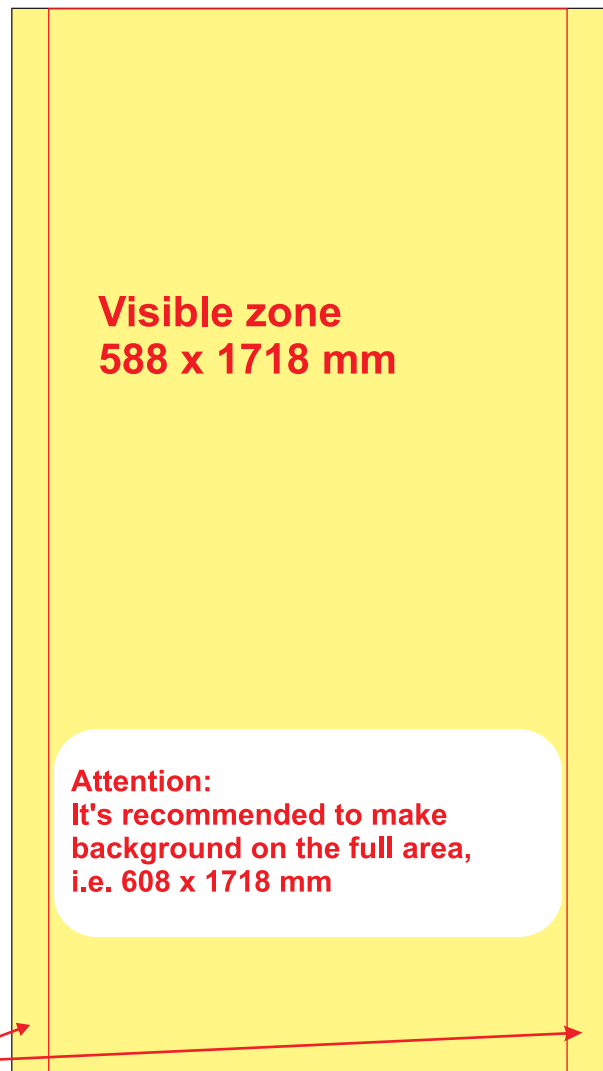 Visible zone
588 x 1718 mm
Attention:
It's recommended to make
background on the full area,
i.e. 608 x 1718 mm